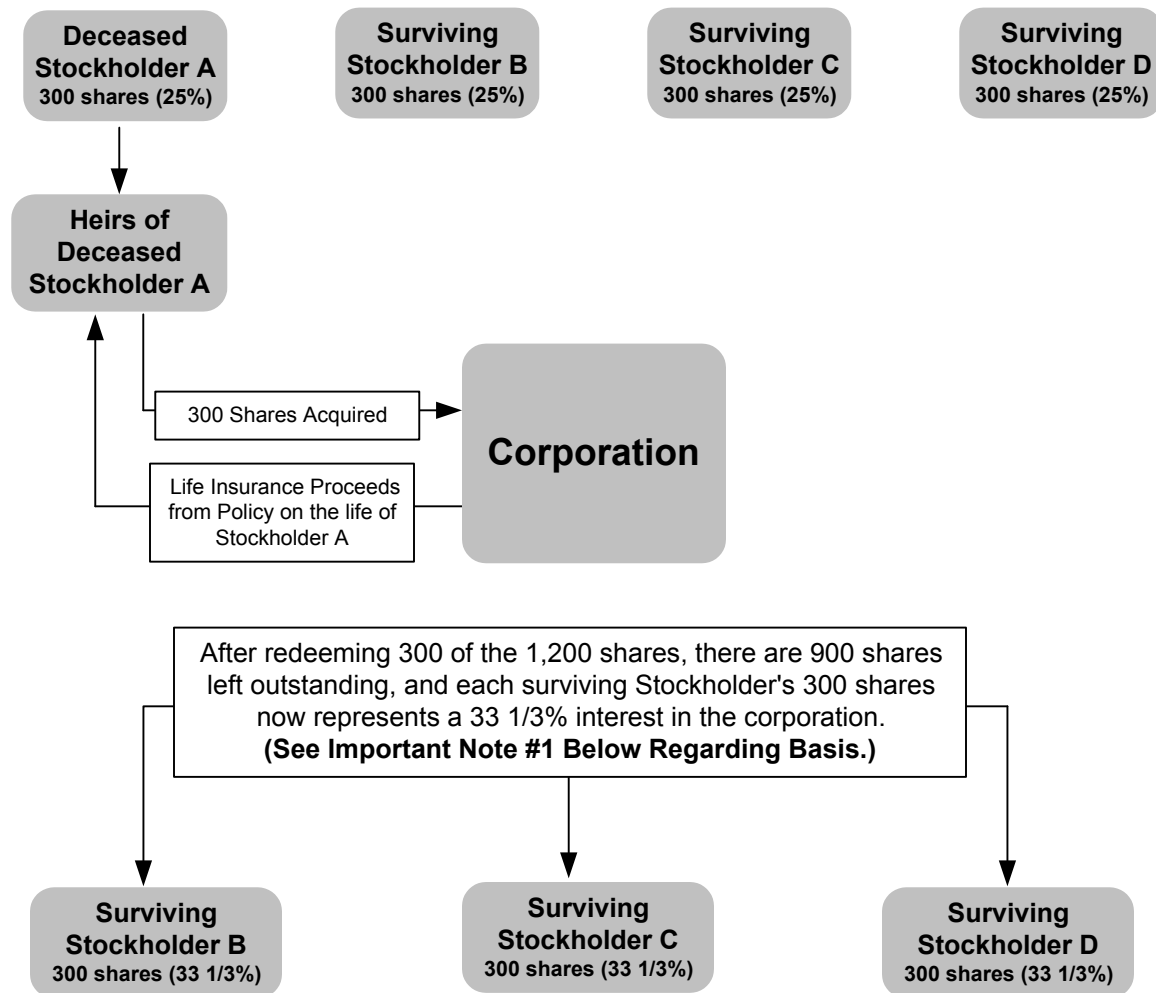 Deceased
Stockholder A
300 shares (25%)
Surviving
Stockholder B
300 shares (25%)
Surviving
Stockholder C
300 shares (25%)
Surviving
Stockholder D
300 shares (25%)
Heirs of
Deceased
Stockholder A
300 Shares Acquired
Corporation
Life Insurance Proceeds
from Policy on the life of
Stockholder A
After redeeming 300 of the 1,200 shares, there are 900 shares
left outstanding, and each surviving Stockholder's 300 shares
now represents a 33 1/3% interest in the corporation.
(See Important Note #1 Below Regarding Basis.)
Surviving
Stockholder B
300 shares (33 1/3%)
Surviving
Stockholder C
300 shares (33 1/3%)
Surviving
Stockholder D
300 shares (33 1/3%)